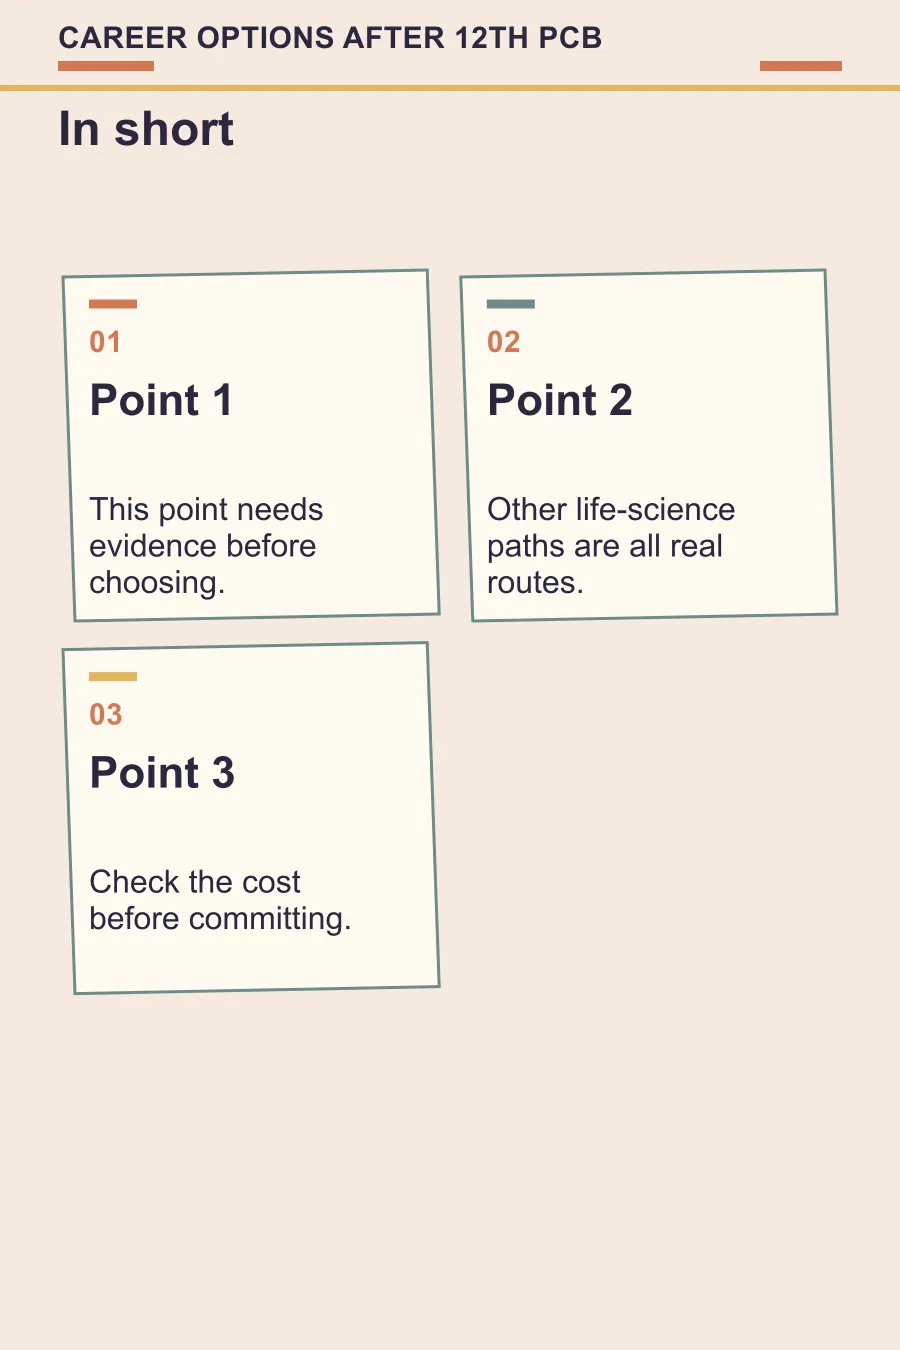 CAREER OPTIONS AFTER 12TH PCB
In short
01
Point 1
This point needs
evidence before
choosing.
02
Point 2
Other life-science
paths are all real
routes.
03
Point 3
Check the cost
before committing.